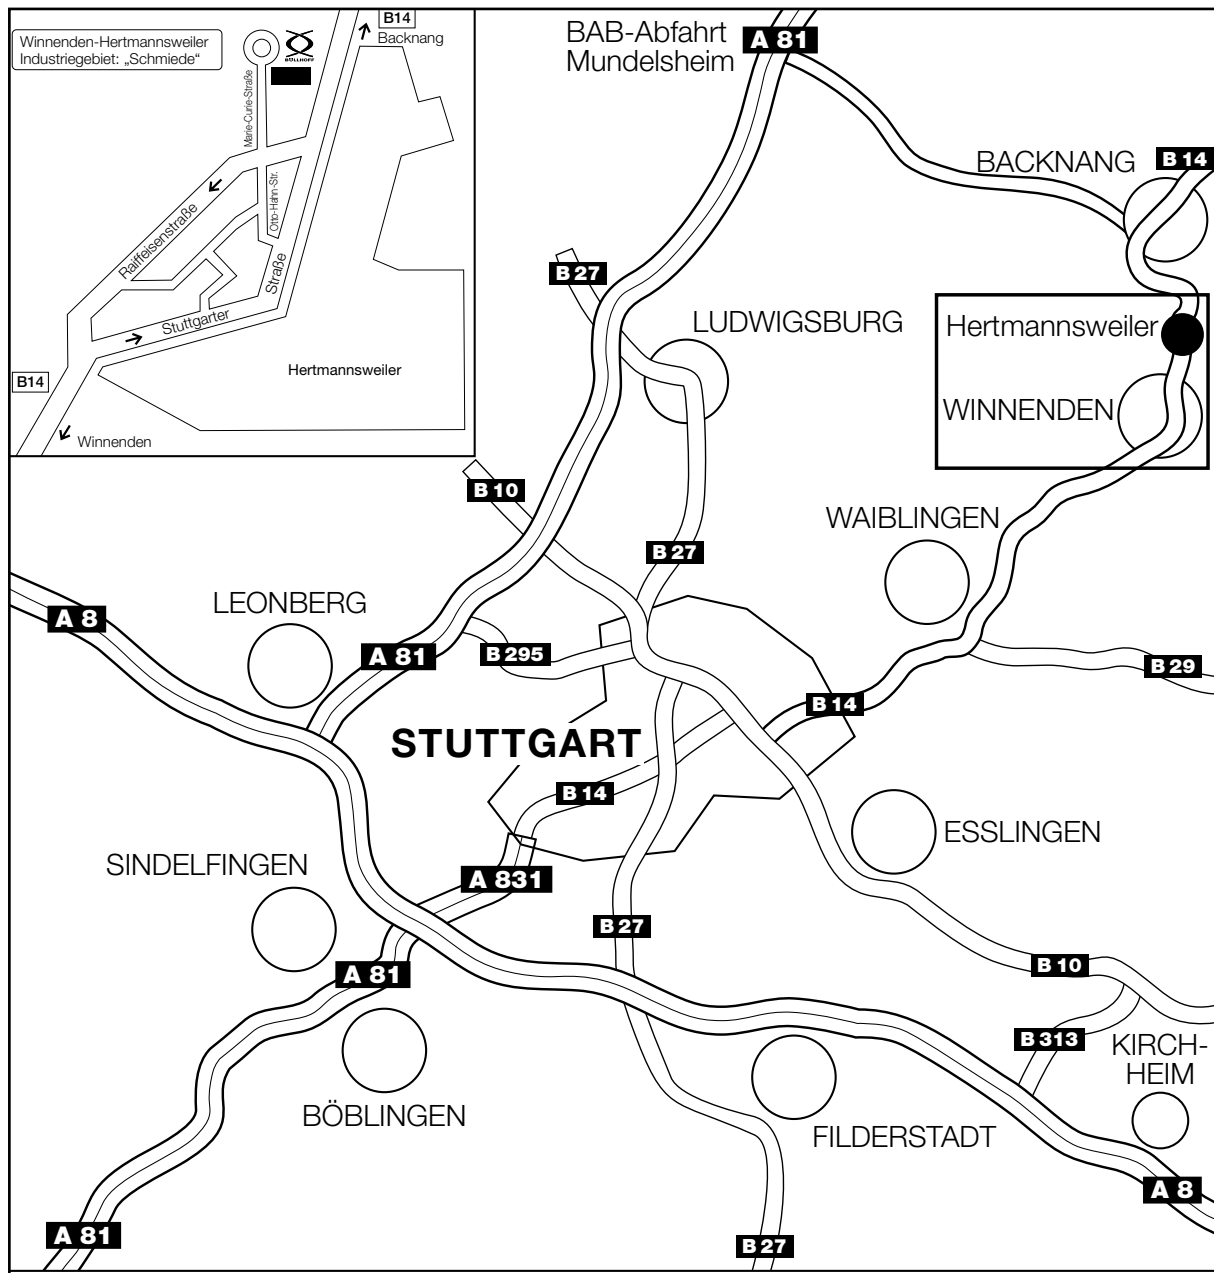 B14
Backnang
Winnenden-Hertmannsweiler
Industriegebiet: „Schmiede“
BÖLLHOFF
Marie-Curie-Straße
Otto-Hahn-Str.
Raiffeisenstraße
Straße
Stuttgarter
Hertmannsweiler
B14
Winnenden
BAB-Abfahrt
Mundelsheim
A 81
BACKNANG
B 14
B 27
LUDWIGSBURG
Hertmannsweiler
WINNENDEN
B 10
WAIBLINGEN
B 27
LEONBERG
A 8
A 81
B 295
B 29
B 14
STUTTGART
B 14
ESSLINGEN
SINDELFINGEN
A 831
B 27
B 10
A 81
B 313
KIRCH-
HEIM
BÖBLINGEN
FILDERSTADT
A 8
A 81
B 27